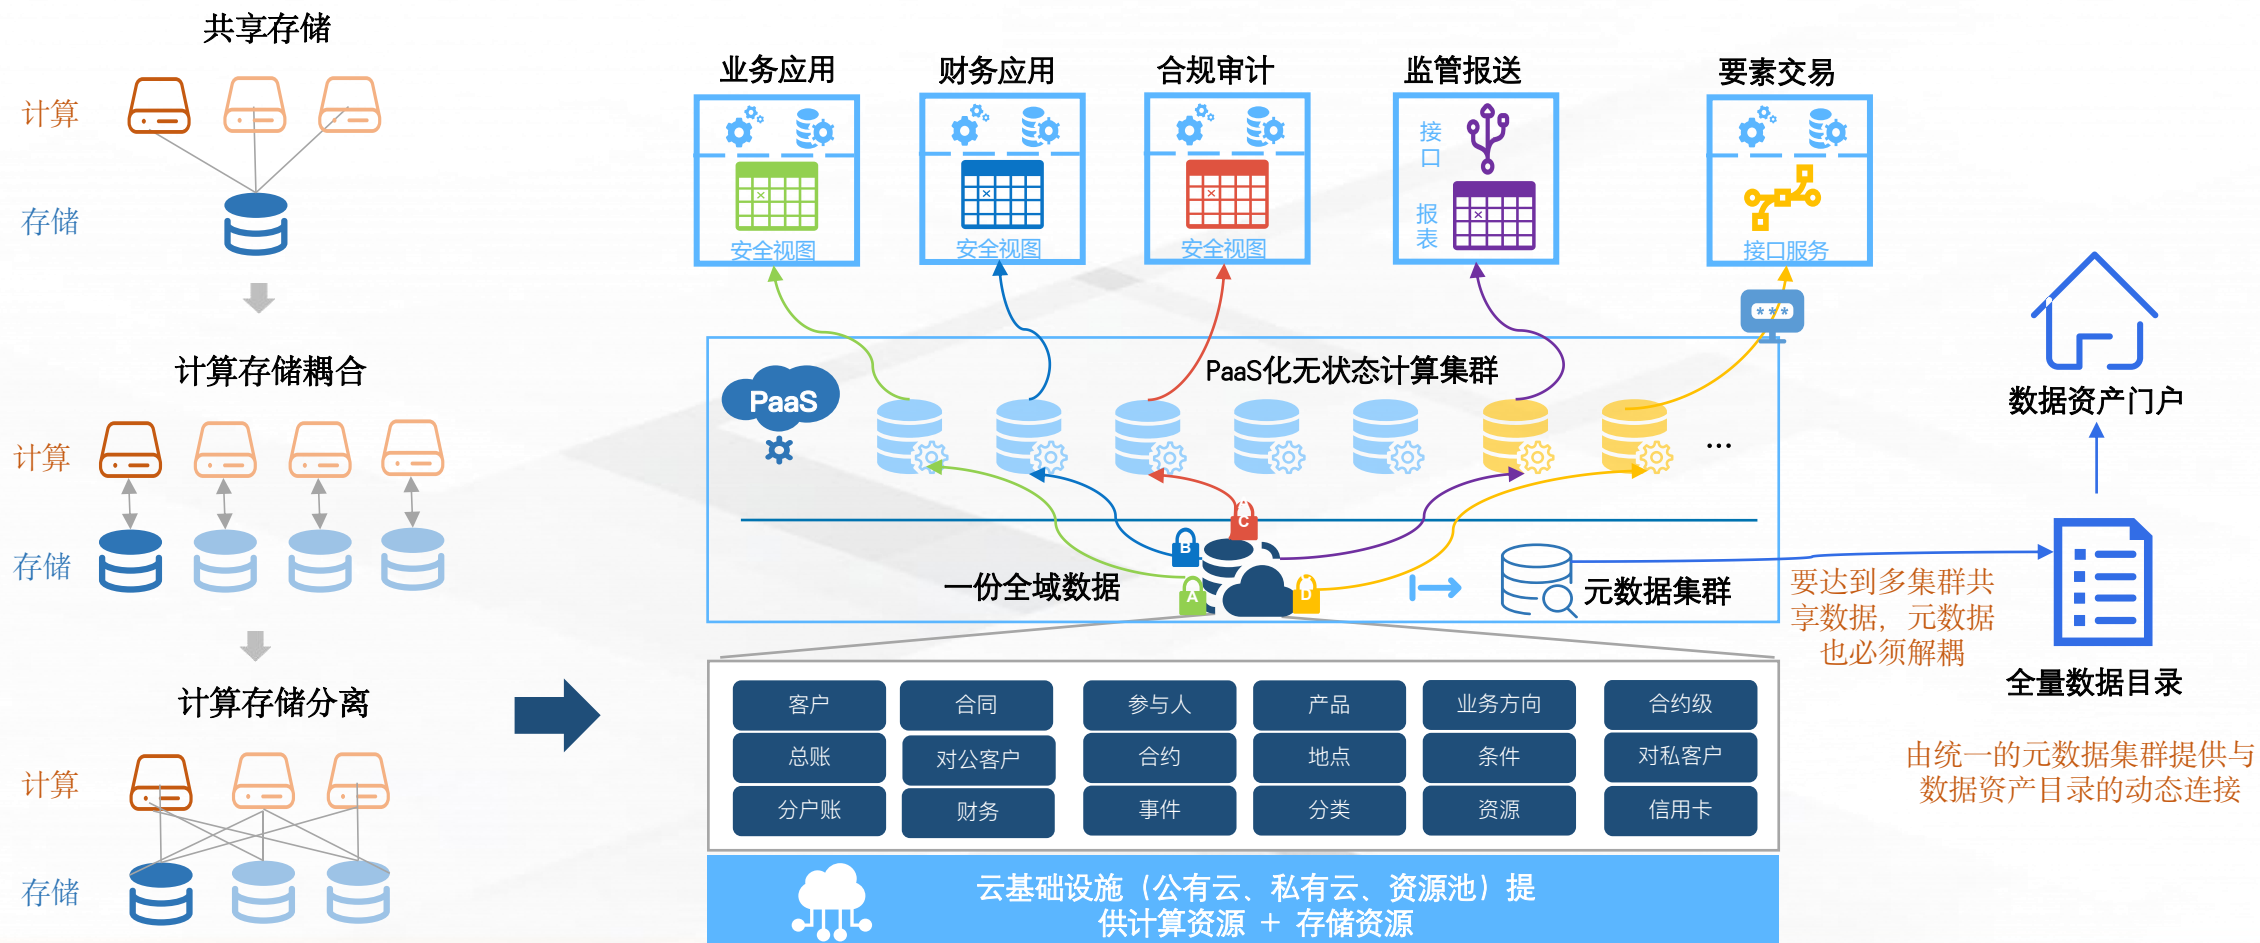 共享存储
计算
存储
计算存储耦合
计算
存储
计算存储分离
计算
存储
业务应用
财务应用
合规审计
监管报送
要素交易
安全视图
安全视图
安全视图
接口
报表
接口服务
***
PaaS
PaaS化无状态计算集群
...
A
B
C
D
一份全域数据
元数据集群
要达到多集群共
享数据，元数据
也必须解耦
数据资产门户
全量数据目录
由统一的元数据集群提供与
数据资产目录的动态连接
客户
合同
参与人
产品
业务方向
合约级
总账
对公客户
合约
地点
条件
对私客户
分户账
财务
事件
分类
资源
信用卡
云基础设施（公有云、私有云、资源池）提
供计算资源 + 存储资源